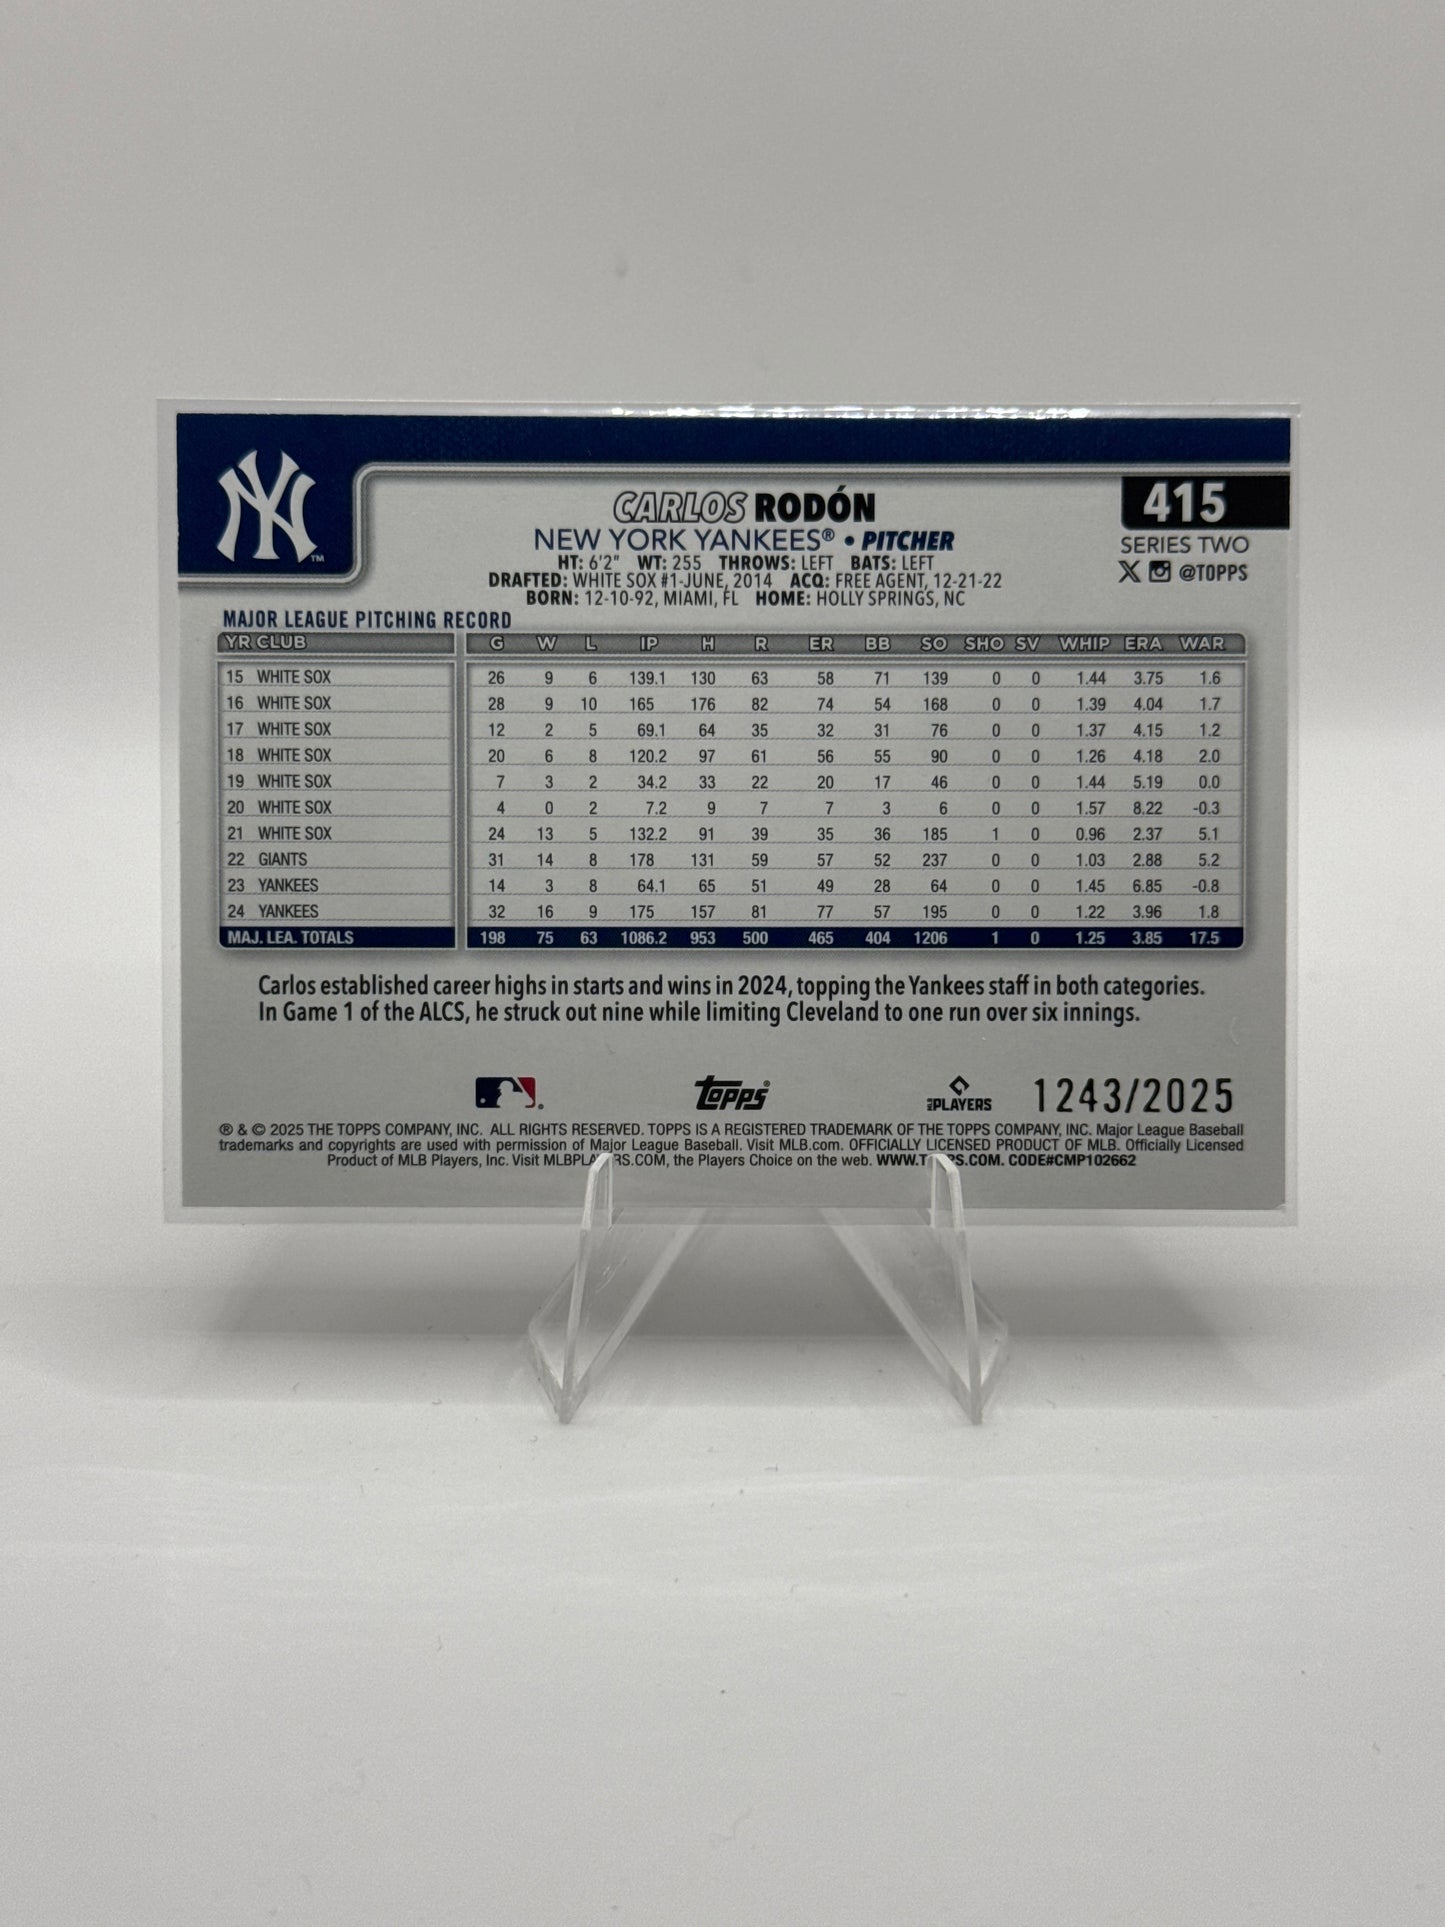 NY™
CARLOS RODÓN
415
NEW YORK YANKEES® • PITCHER
SERIES TWO
HT: 6'2" WT: 255 THROWS: LEFT BATS: LEFT
@TOPPS
DRAFTED: WHITE SOX #1-JUNE, 2014 ACQ: FREE AGENT, 12-21-22
BORN: 12-10-92, MIAMI, FL HOME: HOLLY SPRINGS, NC
MAJOR LEAGUE PITCHING RECORD
YR CLUB G W L IP H R ER BB SO SHO SV WHIP ERA WAR
15 WHITE SOX 26 9 6 139.1 130 63 58 71 139 0 0 1.44 3.75 1.6
16 WHITE SOX 28 9 10 165 176 82 74 54 168 0 0 1.39 4.04 1.7
17 WHITE SOX 12 2 5 69.1 64 35 32 31 76 0 0 1.37 4.15 1.2
18 WHITE SOX 20 6 8 120.2 97 61 56 55 90 0 0 1.26 4.18 2.0
19 WHITE SOX 7 3 2 34.2 33 22 20 17 46 0 0 1.44 5.19 0.0
20 WHITE SOX 4 0 2 7.2 9 7 7 3 6 0 0 1.57 8.22 -0.3
21 WHITE SOX 24 13 5 132.2 91 39 35 36 185 1 0 0.96 2.37 5.1
22 GIANTS 31 14 8 178 131 59 57 52 237 0 0 1.03 2.88 5.2
23 YANKEES 14 3 8 64.1 65 51 49 28 64 0 0 1.45 6.85 -0.8
24 YANKEES 32 16 9 175 157 81 77 57 195 0 0 1.22 3.96 1.8
MAJ. LEA. TOTALS 198 75 63 1086.2 953 500 465 404 1206 1 0 1.25 3.85 17.5
Carlos established career highs in starts and wins in 2024, topping the Yankees staff in both categories.
In Game 1 of the ALCS, he struck out nine while limiting Cleveland to one run over six innings.
Topps® MLB PLAYERS 1243/2025
® & © 2025 THE TOPPS COMPANY, INC. ALL RIGHTS RESERVED. TOPPS IS A REGISTERED TRADEMARK OF THE TOPPS COMPANY, INC. Major League Baseball
trademarks and copyrights are used with permission of Major League Baseball. Visit MLB.com. OFFICIALLY LICENSED PRODUCT OF MLB. Officially Licensed
Product of MLB Players, Inc. Visit the Players Choice on the web. CODE#CMP102662